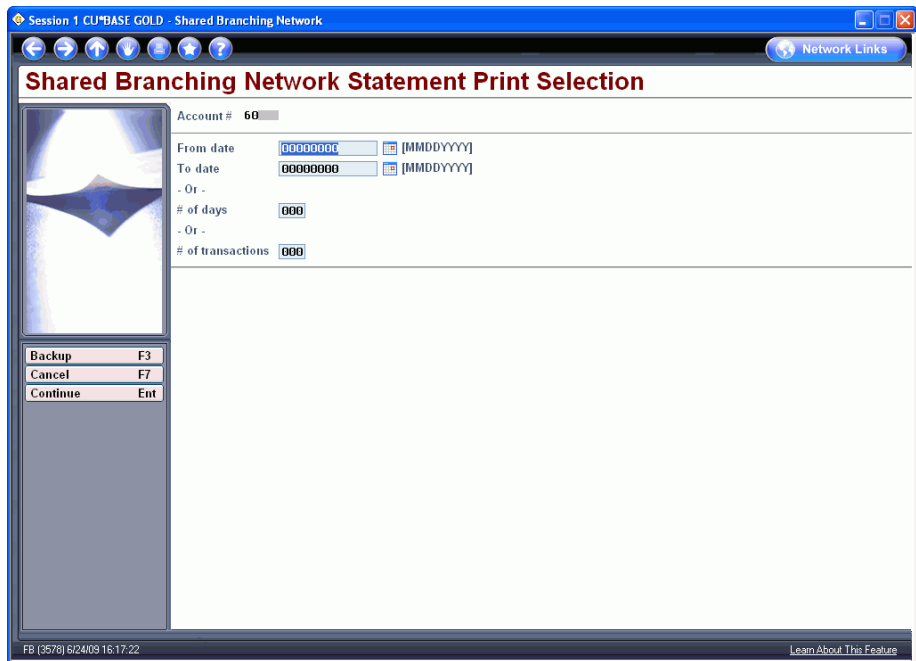 Session 1 CU*BASE GOLD - Shared Branching Network
Network Links
Shared Branching Network Statement Print Selection
Account # 60
From date 00000000 [MMDDYYYY]
To date 00000000 [MMDDYYYY]
- Or -
# of days 000
- Or -
# of transactions 000
Backup F3
Cancel F7
Continue Ent
FB (3578) 6/24/09 16:17:22
Learn About This Feature